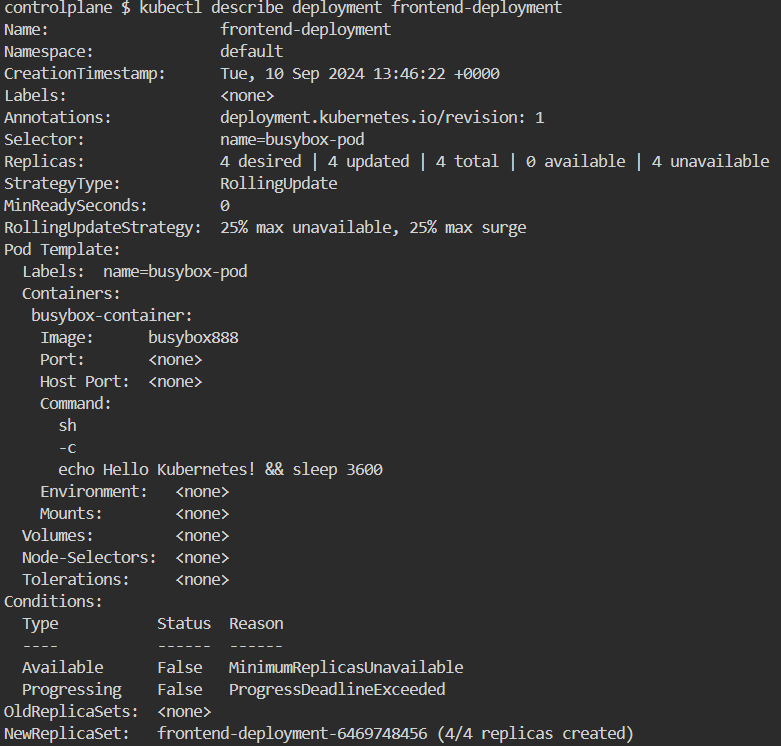 controlplane $ kubectl describe deployment frontend-deployment
Name:                   frontend-deployment
Namespace:              default
CreationTimestamp:      Tue, 10 Sep 2024 13:46:22 +0000
Labels:                 <none>
Annotations:            deployment.kubernetes.io/revision: 1
Selector:               name=busybox-pod
Replicas:               4 desired | 4 updated | 4 total | 0 available | 4 unavailable
StrategyType:           RollingUpdate
MinReadySeconds:        0
RollingUpdateStrategy:  25% max unavailable, 25% max surge
Pod Template:
  Labels:  name=busybox-pod
  Containers:
   busybox-container:
    Image:      busybox888
    Port:       <none>
    Host Port:  <none>
    Command:
      sh
      -c
      echo Hello Kubernetes! && sleep 3600
    Environment:   <none>
    Mounts:        <none>
  Volumes:         <none>
  Node-Selectors:  <none>
  Tolerations:     <none>
Conditions:
  Type           Status  Reason
  ----           ------  ------
  Available      False   MinimumReplicasUnavailable
  Progressing    False   ProgressDeadlineExceeded
OldReplicaSets:  <none>
NewReplicaSet:   frontend-deployment-6469748456 (4/4 replicas created)